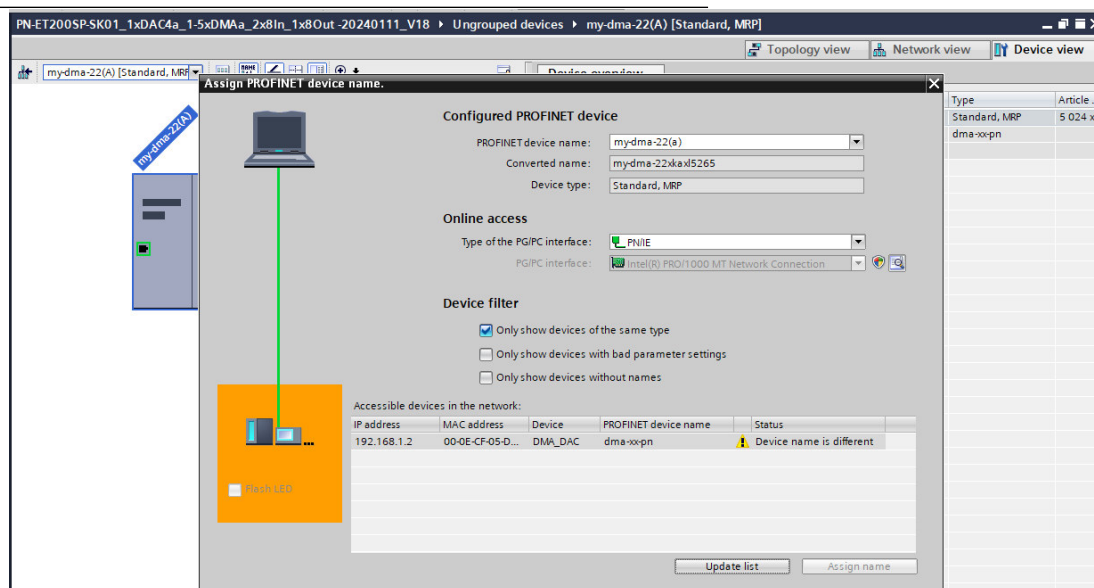 PN-ET200SP-SK01_1xDAC4a_1-5xDMAa_2x8In_1x8Out -20240111_V18 ▸ Ungrouped devices ▸ my-dma-22(A) [Standard, MRP]
Topology view Network view Device view
my-dma-22(A) [Standard, MRP
Device overview
Assign PROFINET device name.
my-dma-22(A)
Type Article
Standard, MRP 5 024 x
dma-xx-pn
Configured PROFINET device
PROFINET device name: my-dma-22(a)
Converted name: my-dma-22xkaxl5265
Device type: Standard, MRP
Online access
Type of the PG/PC interface: PN/IE
PG/PC interface: Intel(R) PRO/1000 MT Network Connection
Device filter
Only show devices of the same type
Only show devices with bad parameter settings
Only show devices without names
Accessible devices in the network:
IP address MAC address Device PROFINET device name Status
192.168.1.2 00-0E-CF-05-D... DMA_DAC dma-xx-pn Device name is different
Flash LED
Update list Assign name